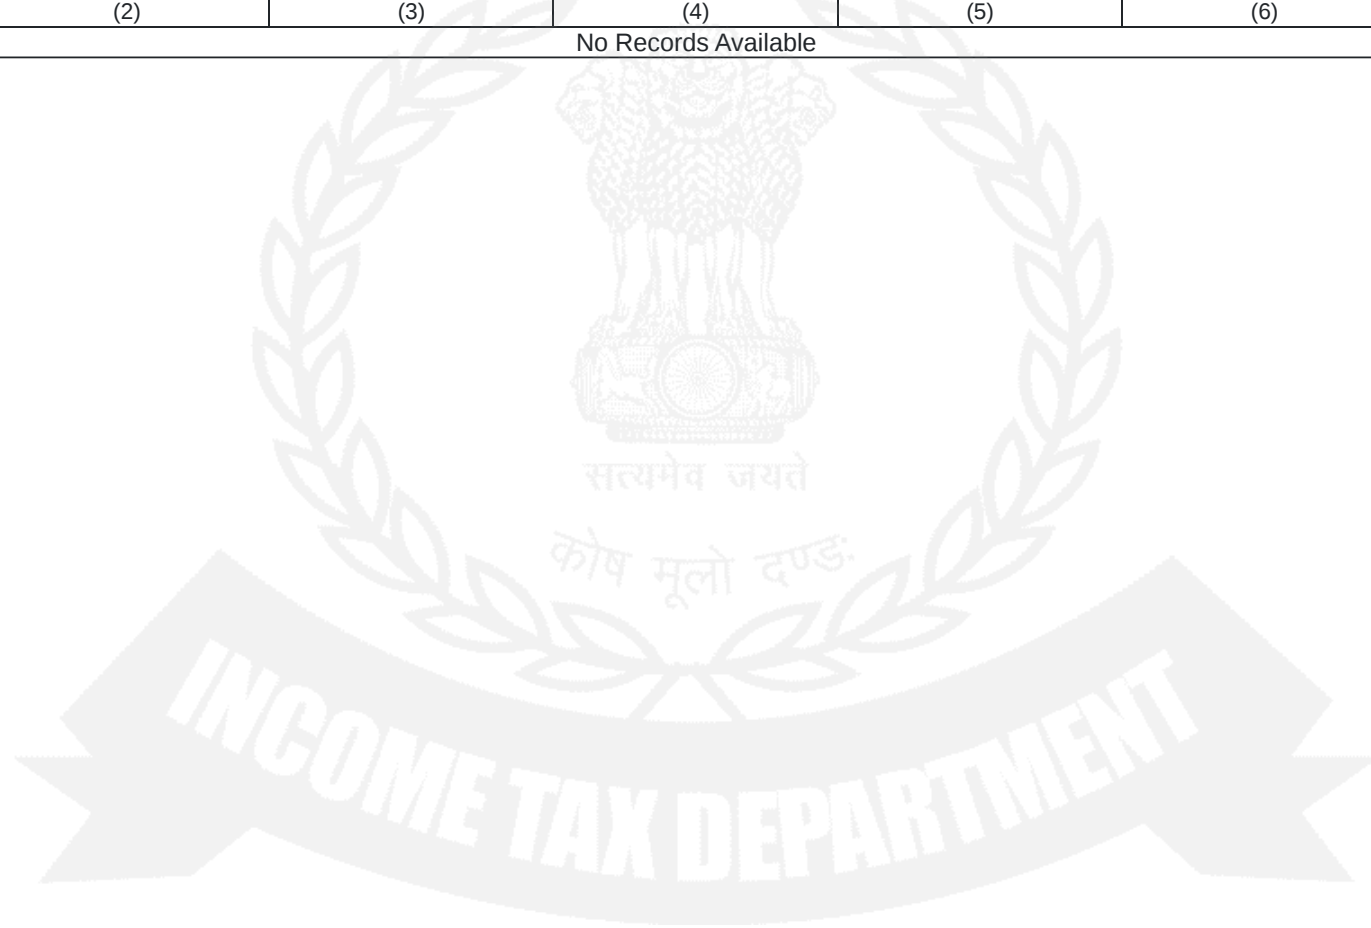 (2) (3) (4) (5) (6)
No Records Available
सत्यमेव जयते
कोष मूलो दण्डः
INCOME TAX DEPARTMENT